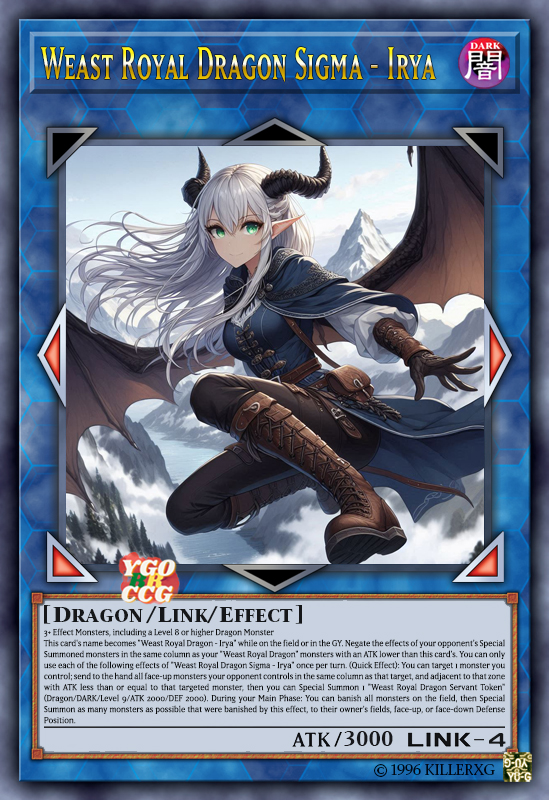 WEAST ROYAL DRAGON SIGMA - IRYA
DARK
闇
YGO
BR
CCG
[DRAGON/LINK/EFFECT]
3+ Effect Monsters, including a Level 8 or higher Dragon Monster
This card's name becomes "Weast Royal Dragon - Irya" while on the field or in the GY. Negate the effects of your opponent's Special
Summoned monsters in the same column as your "Weast Royal Dragon" monsters with an ATK lower than this card's. You can only
use each of the following effects of "Weast Royal Dragon Sigma - Irya" once per turn. (Quick Effect): You can target 1 monster you
control; send to the hand all face-up monsters your opponent controls in the same column as that target, and adjacent to that zone
with ATK less than or equal to that targeted monster, then you can Special Summon 1 "Weast Royal Dragon Servant Token"
(Dragon/DARK/Level 9/ATK 2000/DEF 2000). During your Main Phase: You can banish all monsters on the field, then Special
Summon as many monsters as possible that were banished by this effect, to their owner's fields, face-up, or face-down Defense
Position.
ATK/3000 LINK-4
© 1996 KILLERXG